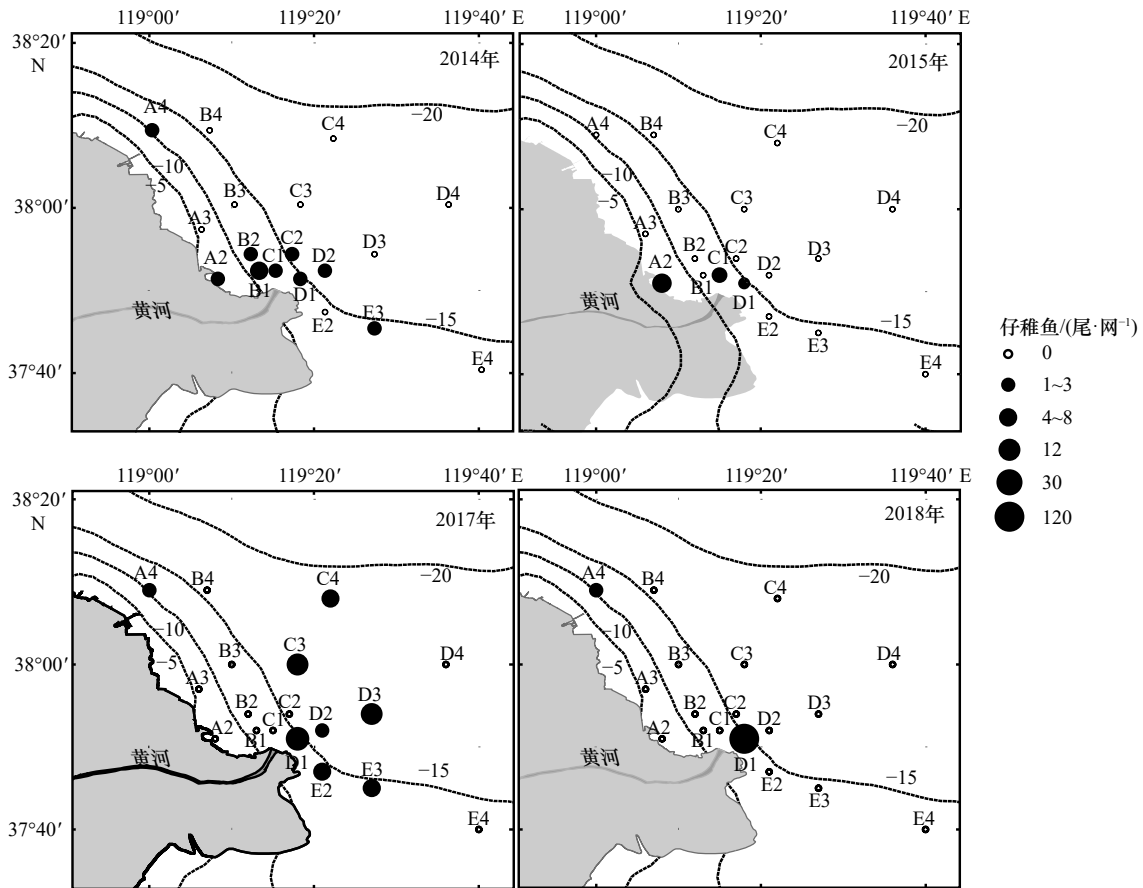 119°00′ 119°20′ 119°40′ E
119°00′ 119°20′ 119°40′ E
38°20′
N
38°00′
37°40′
2014年
A4 B4 C4
−20
−10
−5
B3 C3 D4
A3
B2 C2 D3
A2 C1 D2
B1 D1
黄河
E2 E3
−15
E4
2015年
A4 B4 C4
−20
−10
−5
B3 C3 D4
A3
B2 C2 D3
A2 C1 D2
B1 D1
黄河
E2 E3
−15
E4
仔稚鱼/(尾·网⁻¹)
0
1~3
4~8
12
30
120
119°00′ 119°20′ 119°40′ E
119°00′ 119°20′ 119°40′ E
38°20′
N
38°00′
37°40′
2017年
A4 B4 C4
−20
−10
−5
B3 C3 D4
A3
B2 C2 D3
A2 C1 D2
B1 D1
黄河
E2 E3
−15
E4
2018年
A4 B4 C4
−20
−10
−5
B3 C3 D4
A3
B2 C2 D3
A2 C1 D2
B1 D1
黄河
E2 E3
−15
E4